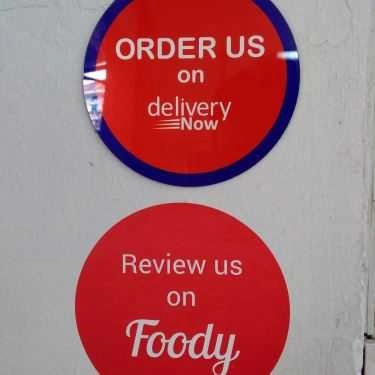 ORDER US
on
delivery
Now
Review us
on
Foody